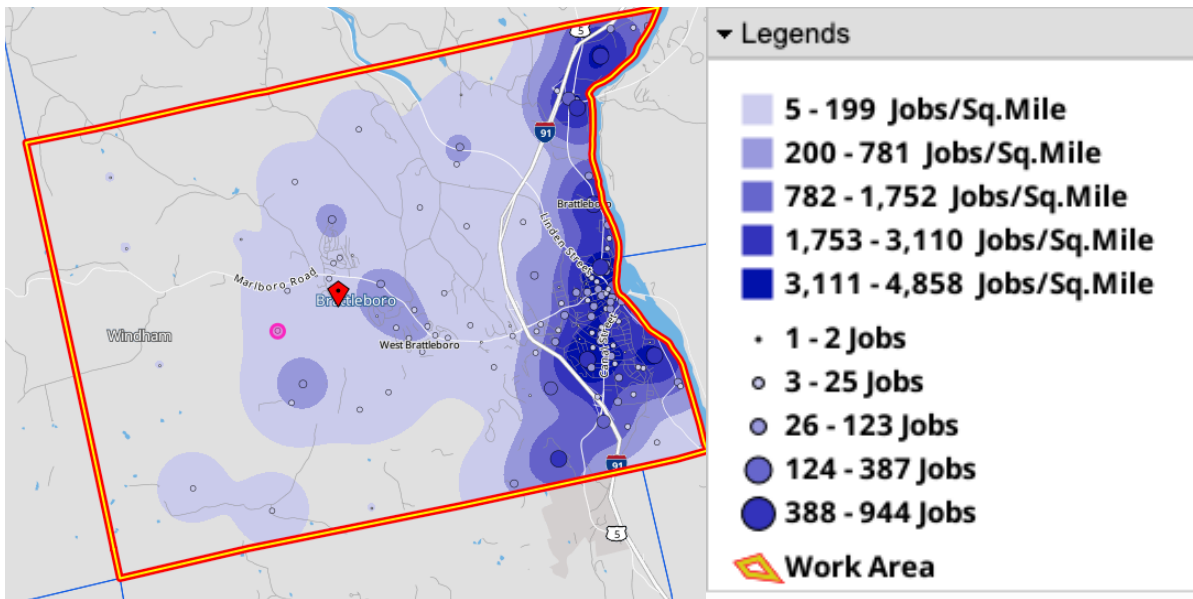 5
91
Brattleboro
Linden Street
Marlboro Road
Brattleboro
Windham
West Brattleboro
Canal Street
91
5
Legends
5 - 199 Jobs/Sq.Mile
200 - 781 Jobs/Sq.Mile
782 - 1,752 Jobs/Sq.Mile
1,753 - 3,110 Jobs/Sq.Mile
3,111 - 4,858 Jobs/Sq.Mile
1 - 2 Jobs
3 - 25 Jobs
26 - 123 Jobs
124 - 387 Jobs
388 - 944 Jobs
Work Area